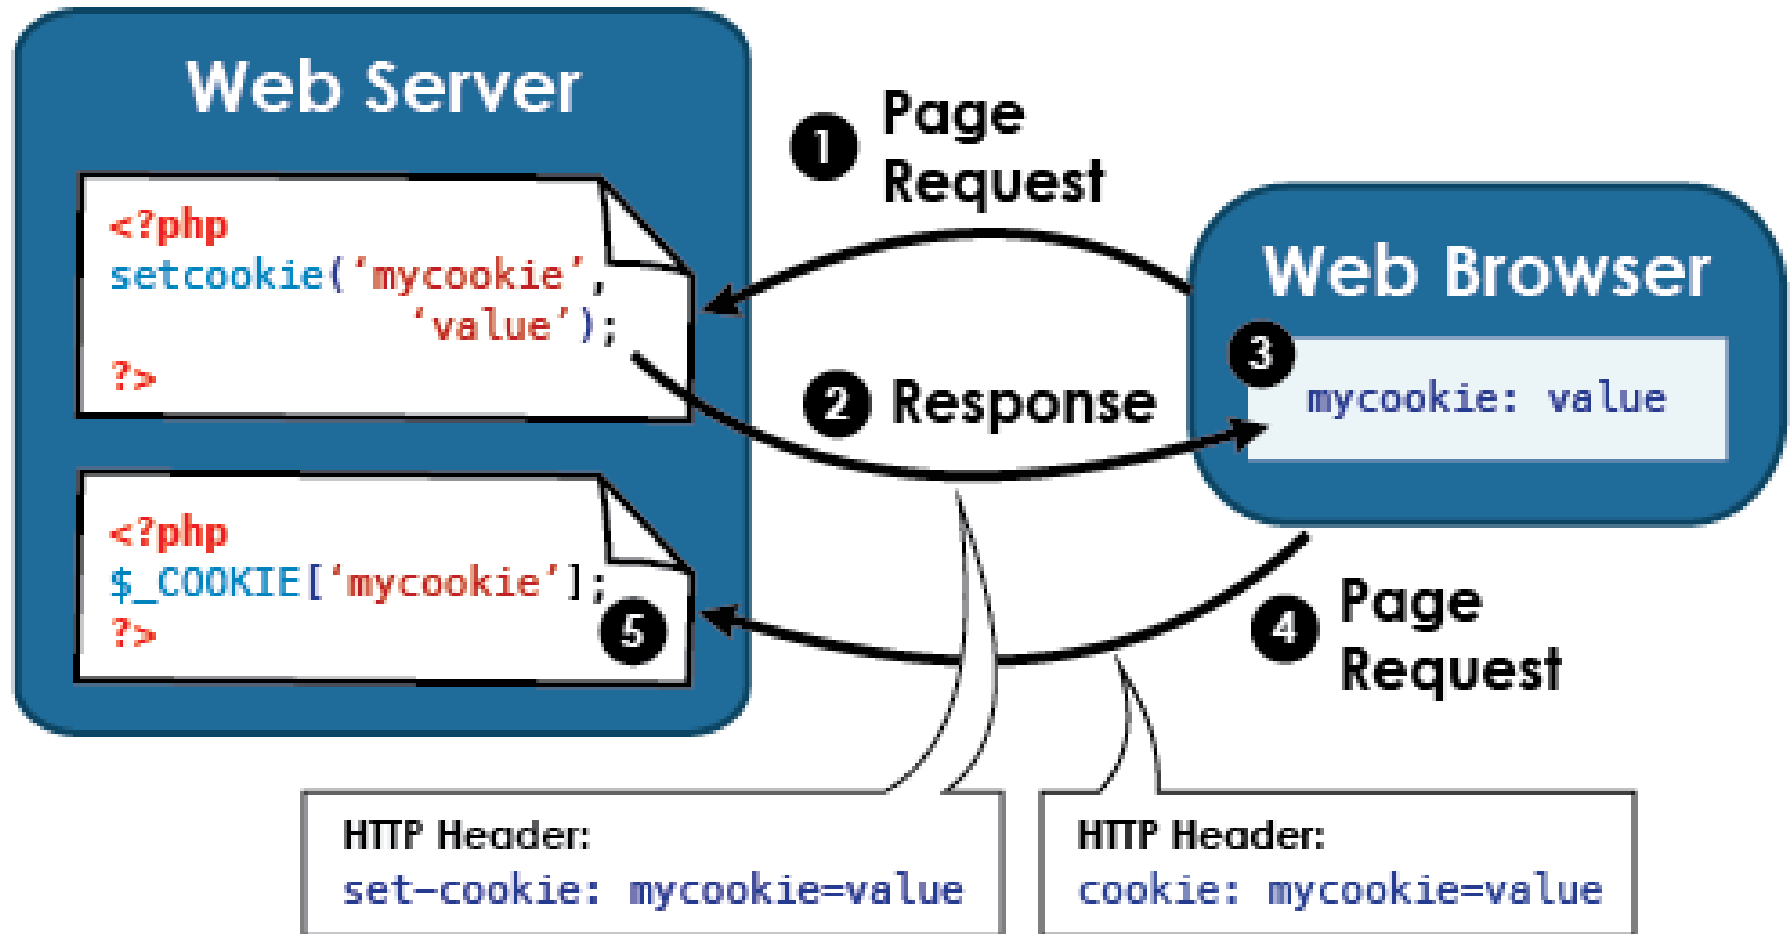 Web Server
<?php
setcookie(‘mycookie’,
‘value’);
?>
<?php
$_COOKIE[‘mycookie’];
?>
5
1 Page
Request
2 Response
Web Browser
3
mycookie: value
4 Page
Request
HTTP Header:
set-cookie: mycookie=value
HTTP Header:
cookie: mycookie=value